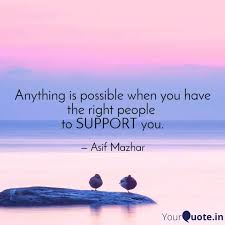 Anything is possible when you have
the right people
to SUPPORT you.
– Asif Mazhar
YourQuote.in